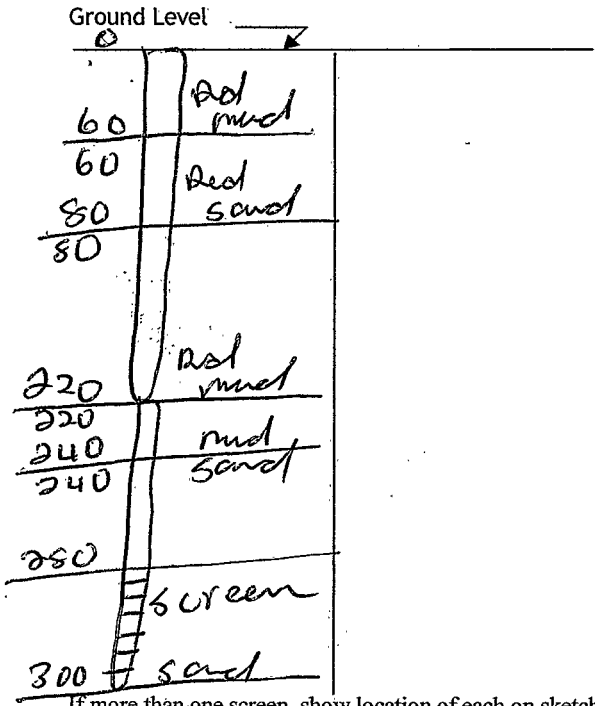 Ground Level
0
Red
mud
60
60
Red
sand
80
80
Red
mud
220
220
mud
240
sand
240
280
screen
300 sand
If more than one screen, show location of each on sketch